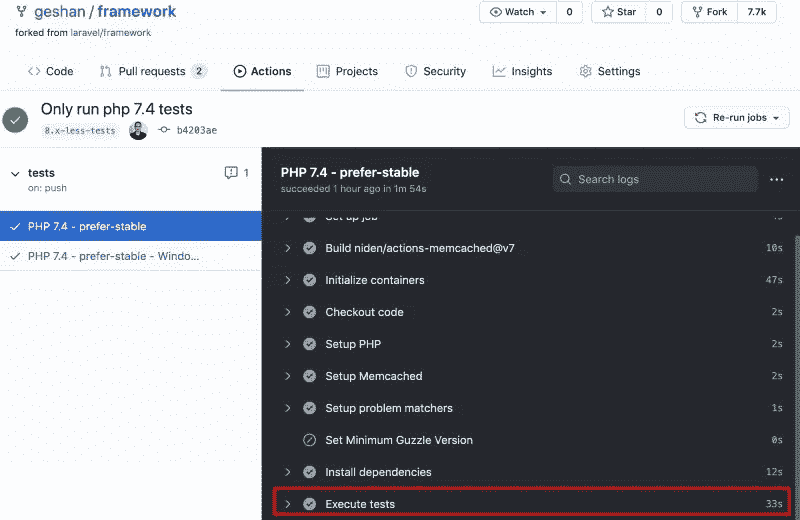 geshan / framework
Watch 0 Star 0 Fork 7.7k
forked from laravel/framework
Code Pull requests 2 Actions Projects Security Insights Settings
Only run php 7.4 tests
8.x-less-tests b4203ae
Re-run jobs
tests 1
on: push
PHP 7.4 - prefer-stable
PHP 7.4 - prefer-stable - Windo...
PHP 7.4 - prefer-stable
succeeded 1 hour ago in 1m 54s
Search logs
Set up job
Build niden/actions-memcached@v7 10s
Initialize containers 47s
Checkout code 2s
Setup PHP 2s
Setup Memcached 2s
Setup problem matchers 1s
Set Minimum Guzzle Version 0s
Install dependencies 12s
Execute tests 33s